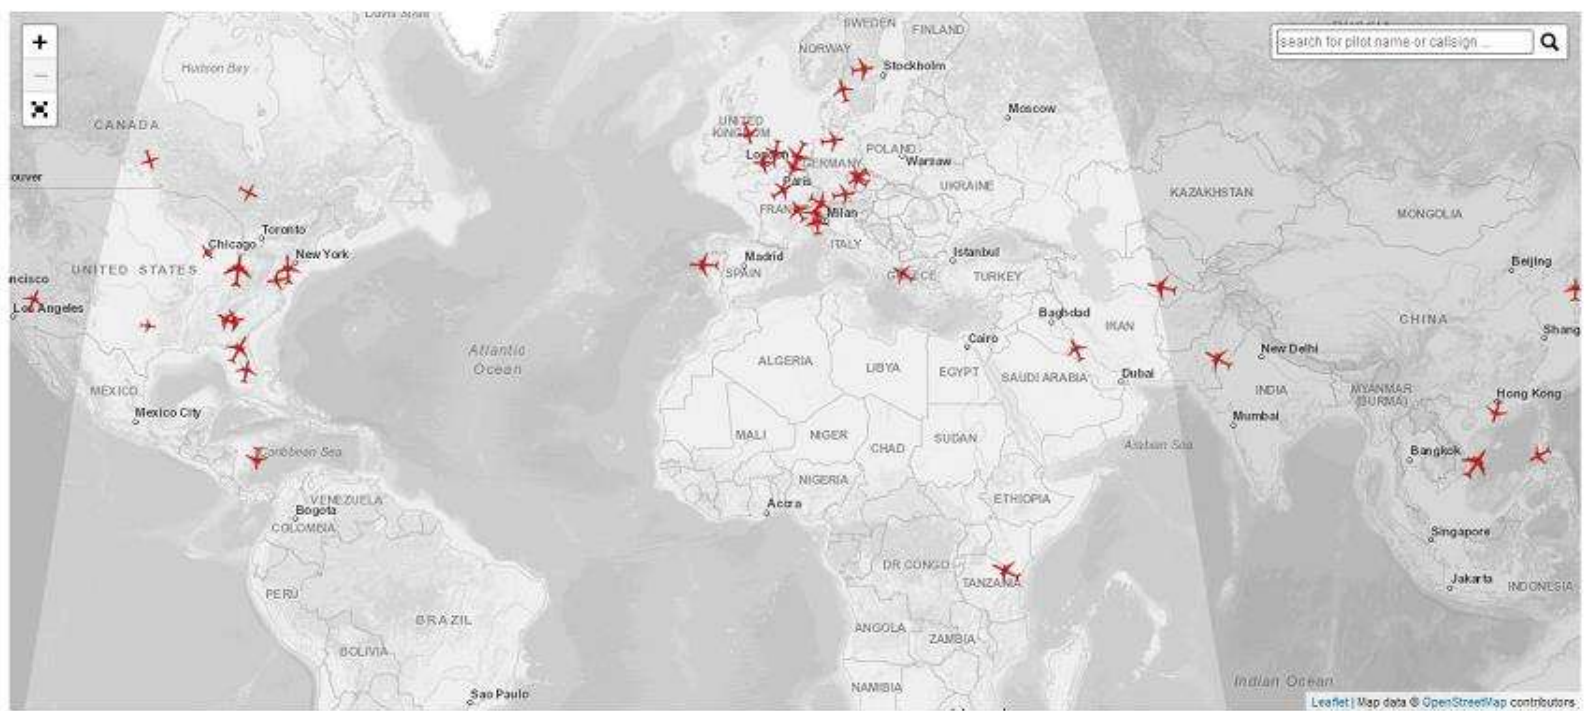 Davis Strait
SWEDEN
FINLAND
search for pilot name or callsign ...
NORWAY
Hudson Bay
Stockholm
Moscow
CANADA
UNITED
KINGDOM
London
POLAND
GERMANY
Warsaw
ouver
Paris
UKRAINE
KAZAKHSTAN
FRAN
Milan
MONGOLIA
Toronto
Chicago
New York
ITALY
Madrid
Istanbul
UNITED STATES
SPAIN
GREECE
TURKEY
Beijing
ncisco
Los Angeles
Baghdad
IRAN
CHINA
Shang
Atlantic
Ocean
Cairo
New Delhi
ALGERIA
LIBYA
EGYPT
SAUDI ARABIA
Dubai
MEXICO
INDIA
MYANMAR
(BURMA)
Hong Kong
Mexico City
Mumbai
MALI
NIGER
CHAD
SUDAN
Arabian Sea
Caribbean Sea
Bangkok
NIGERIA
VENEZUELA
Bogota
COLOMBIA
Accra
ETHIOPIA
Singapore
DR CONGO
TANZANIA
Jakarta
INDONESIA
PERU
BRAZIL
ANGOLA
ZAMBIA
BOLIVIA
NAMIBIA
Indian Ocean
Sao Paulo
Leaflet | Map data © OpenStreetMap contributors